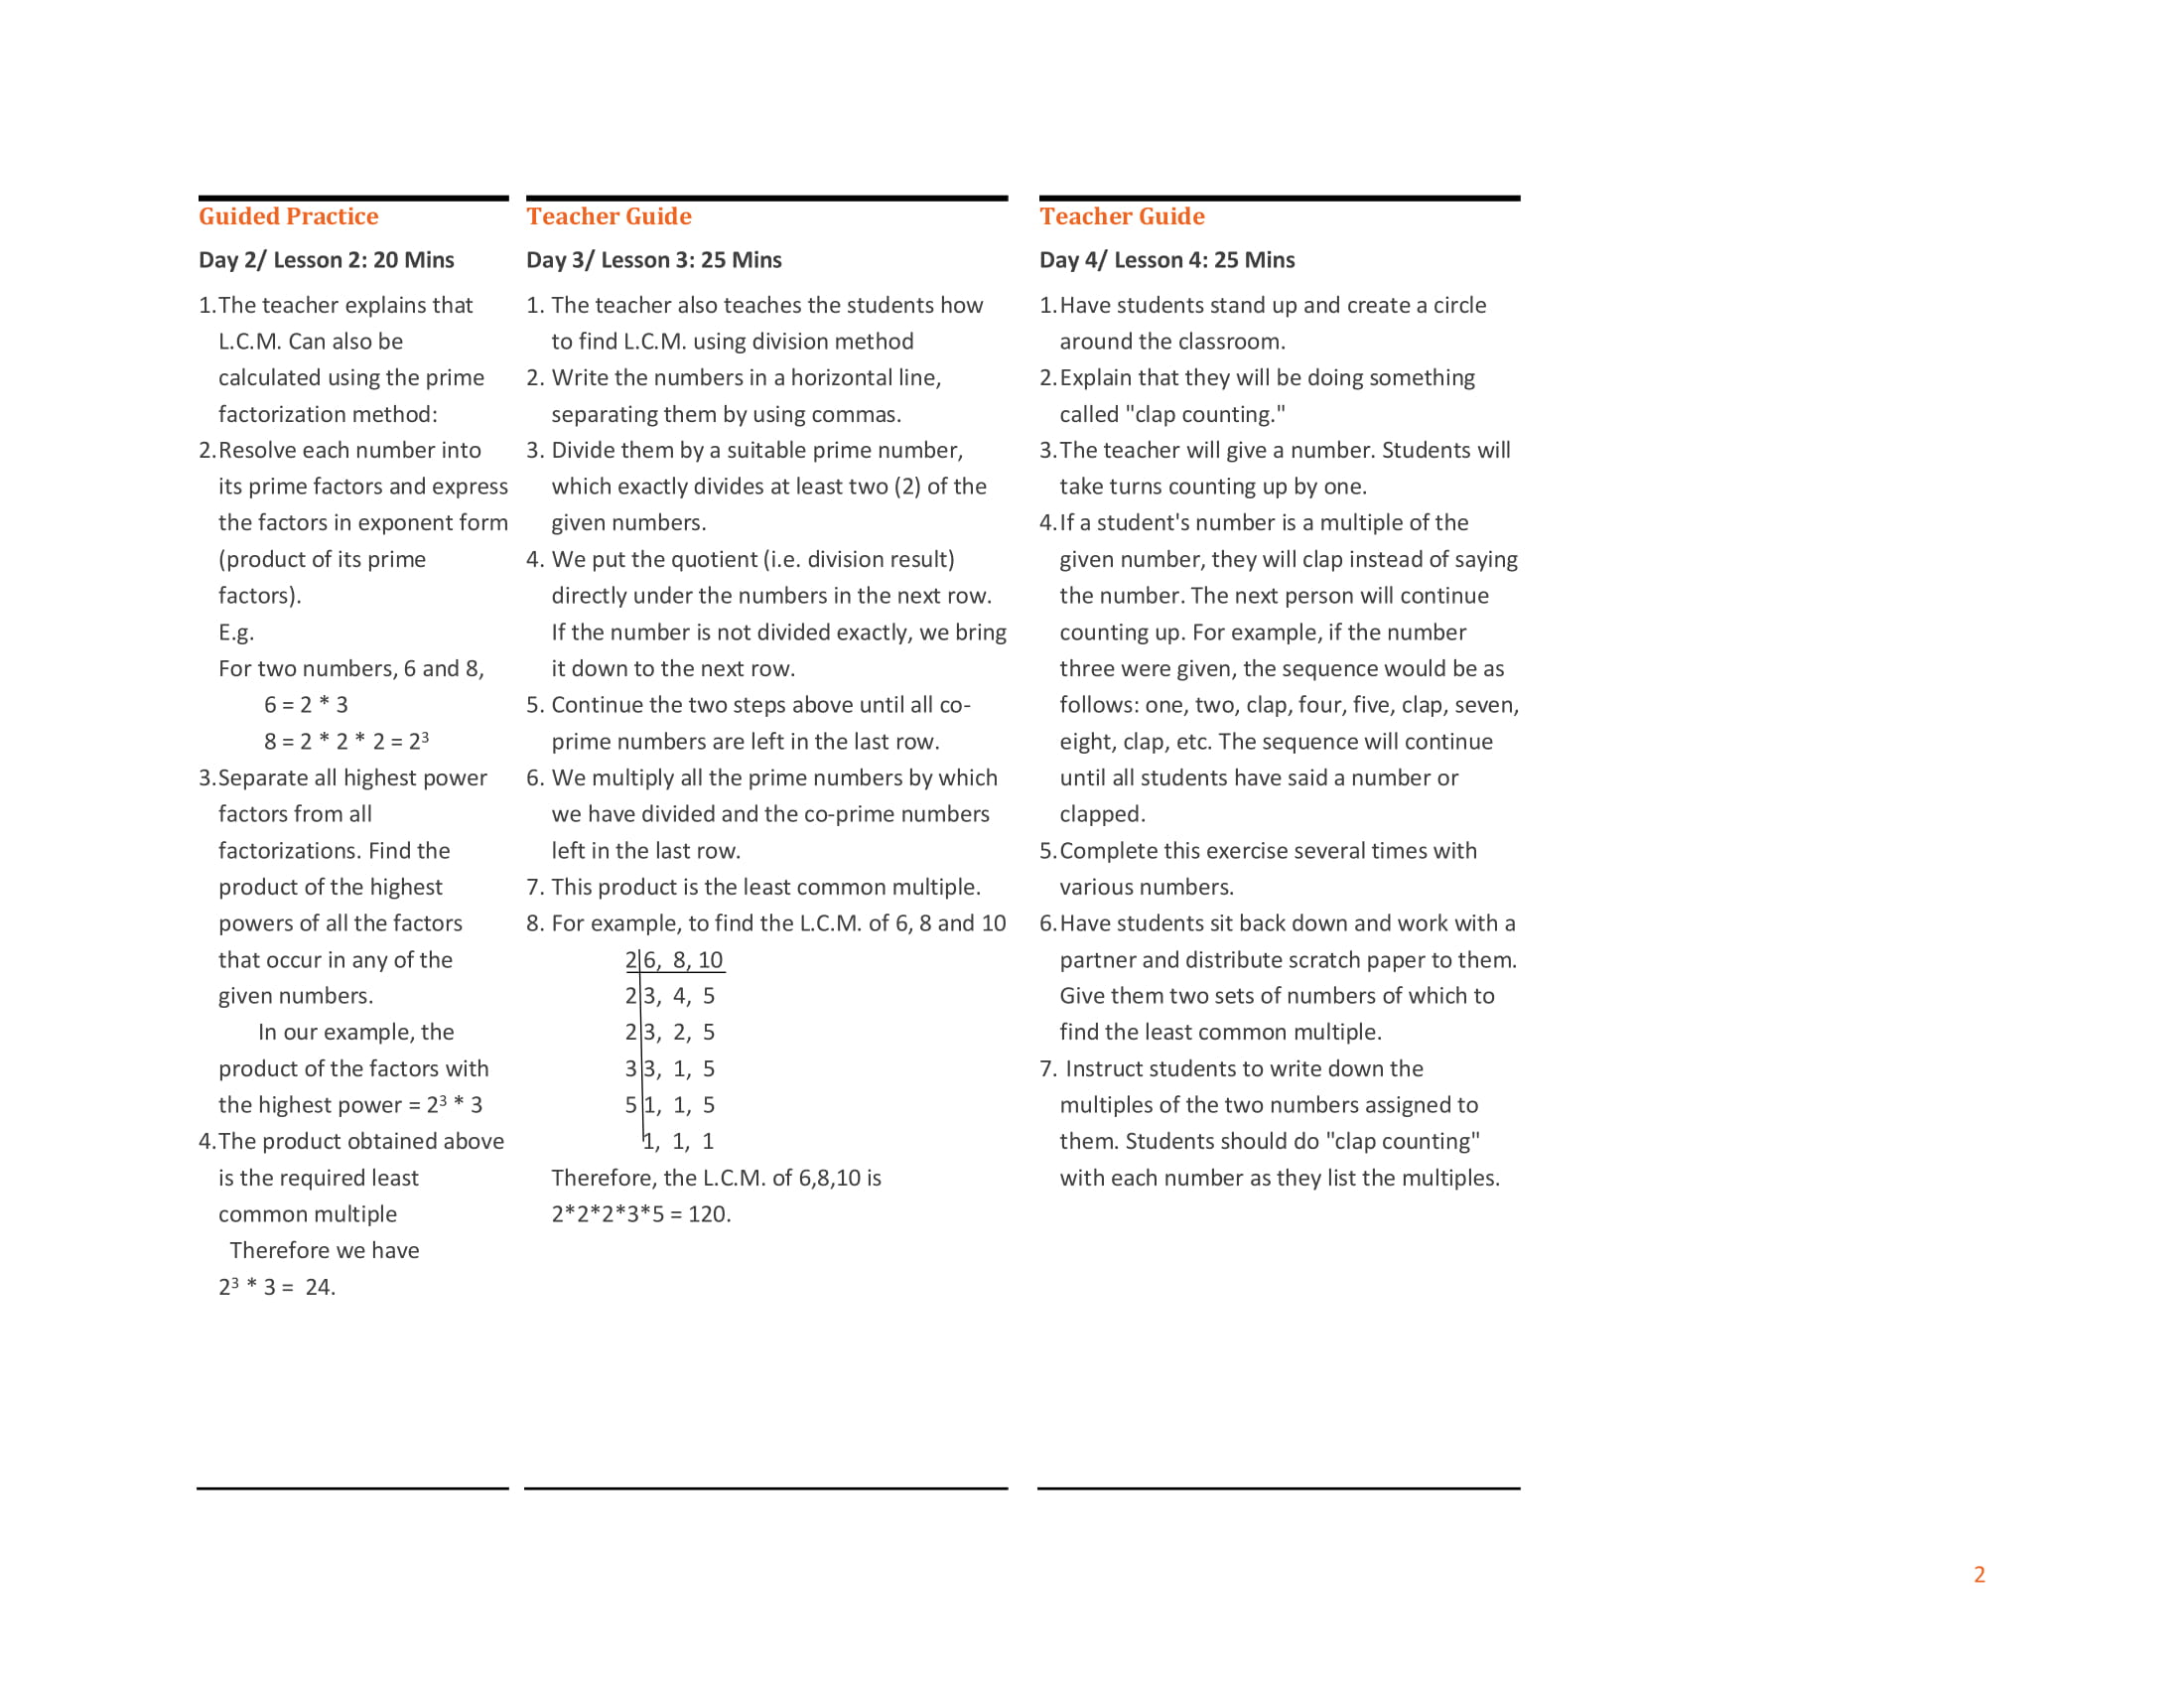 Guided Practice
Day 2/ Lesson 2: 20 Mins
1.The teacher explains that
L.C.M. Can also be
calculated using the prime
factorization method:
2.Resolve each number into
its prime factors and express
the factors in exponent form
(product of its prime
factors).
E.g.
For two numbers, 6 and 8,
6 = 2 * 3
8 = 2 * 2 * 2 = 2³
3.Separate all highest power
factors from all
factorizations. Find the
product of the highest
powers of all the factors
that occur in any of the
given numbers.
In our example, the
product of the factors with
the highest power = 2³ * 3
4.The product obtained above
is the required least
common multiple
Therefore we have
2³ * 3 = 24.
Teacher Guide
Day 3/ Lesson 3: 25 Mins
1. The teacher also teaches the students how
to find L.C.M. using division method
2. Write the numbers in a horizontal line,
separating them by using commas.
3. Divide them by a suitable prime number,
which exactly divides at least two (2) of the
given numbers.
4. We put the quotient (i.e. division result)
directly under the numbers in the next row.
If the number is not divided exactly, we bring
it down to the next row.
5. Continue the two steps above until all co-
prime numbers are left in the last row.
6. We multiply all the prime numbers by which
we have divided and the co-prime numbers
left in the last row.
7. This product is the least common multiple.
8. For example, to find the L.C.M. of 6, 8 and 10
2|6, 8, 10
2|3, 4, 5
2|3, 2, 5
3|3, 1, 5
5|1, 1, 5
1, 1, 1
Therefore, the L.C.M. of 6,8,10 is
2*2*2*3*5 = 120.
Teacher Guide
Day 4/ Lesson 4: 25 Mins
1.Have students stand up and create a circle
around the classroom.
2.Explain that they will be doing something
called "clap counting."
3.The teacher will give a number. Students will
take turns counting up by one.
4.If a student's number is a multiple of the
given number, they will clap instead of saying
the number. The next person will continue
counting up. For example, if the number
three were given, the sequence would be as
follows: one, two, clap, four, five, clap, seven,
eight, clap, etc. The sequence will continue
until all students have said a number or
clapped.
5.Complete this exercise several times with
various numbers.
6.Have students sit back down and work with a
partner and distribute scratch paper to them.
Give them two sets of numbers of which to
find the least common multiple.
7. Instruct students to write down the
multiples of the two numbers assigned to
them. Students should do "clap counting"
with each number as they list the multiples.
2